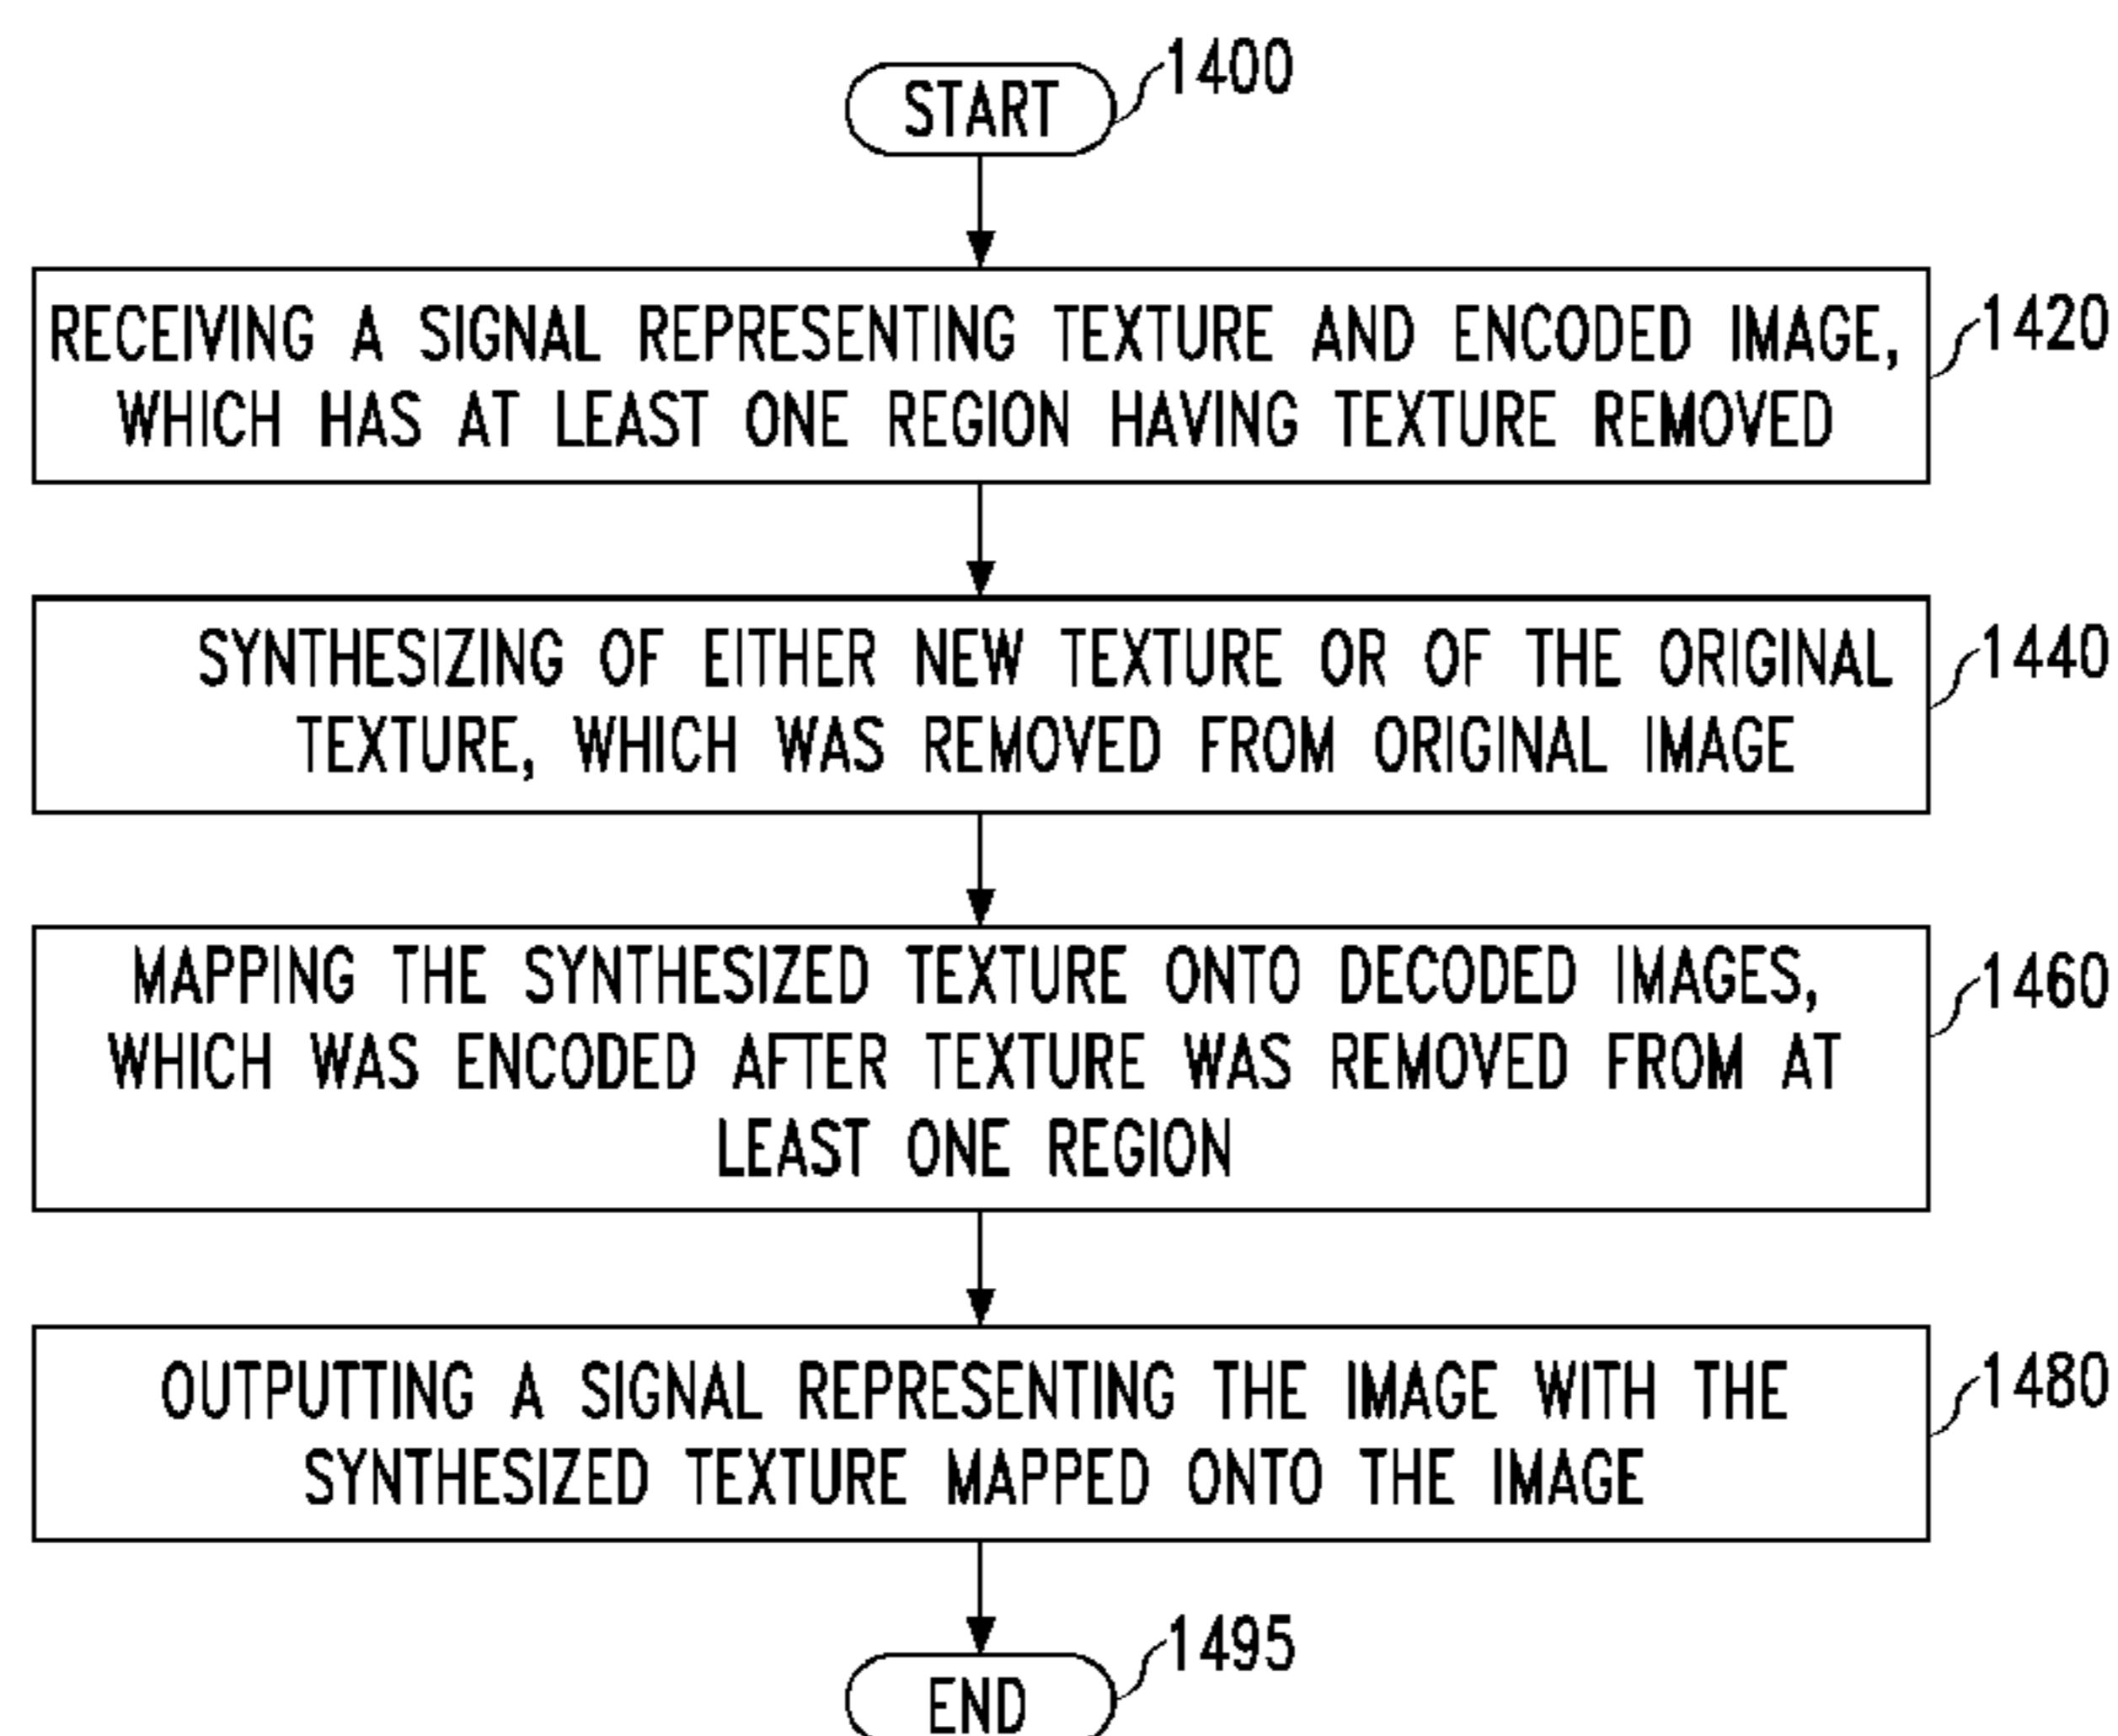 START
1400
RECEIVING A SIGNAL REPRESENTING TEXTURE AND ENCODED IMAGE,
WHICH HAS AT LEAST ONE REGION HAVING TEXTURE REMOVED
1420
SYNTHESIZING OF EITHER NEW TEXTURE OR OF THE ORIGINAL
TEXTURE, WHICH WAS REMOVED FROM ORIGINAL IMAGE
1440
MAPPING THE SYNTHESIZED TEXTURE ONTO DECODED IMAGES,
WHICH WAS ENCODED AFTER TEXTURE WAS REMOVED FROM AT
LEAST ONE REGION
1460
OUTPUTTING A SIGNAL REPRESENTING THE IMAGE WITH THE
SYNTHESIZED TEXTURE MAPPED ONTO THE IMAGE
1480
END
1495